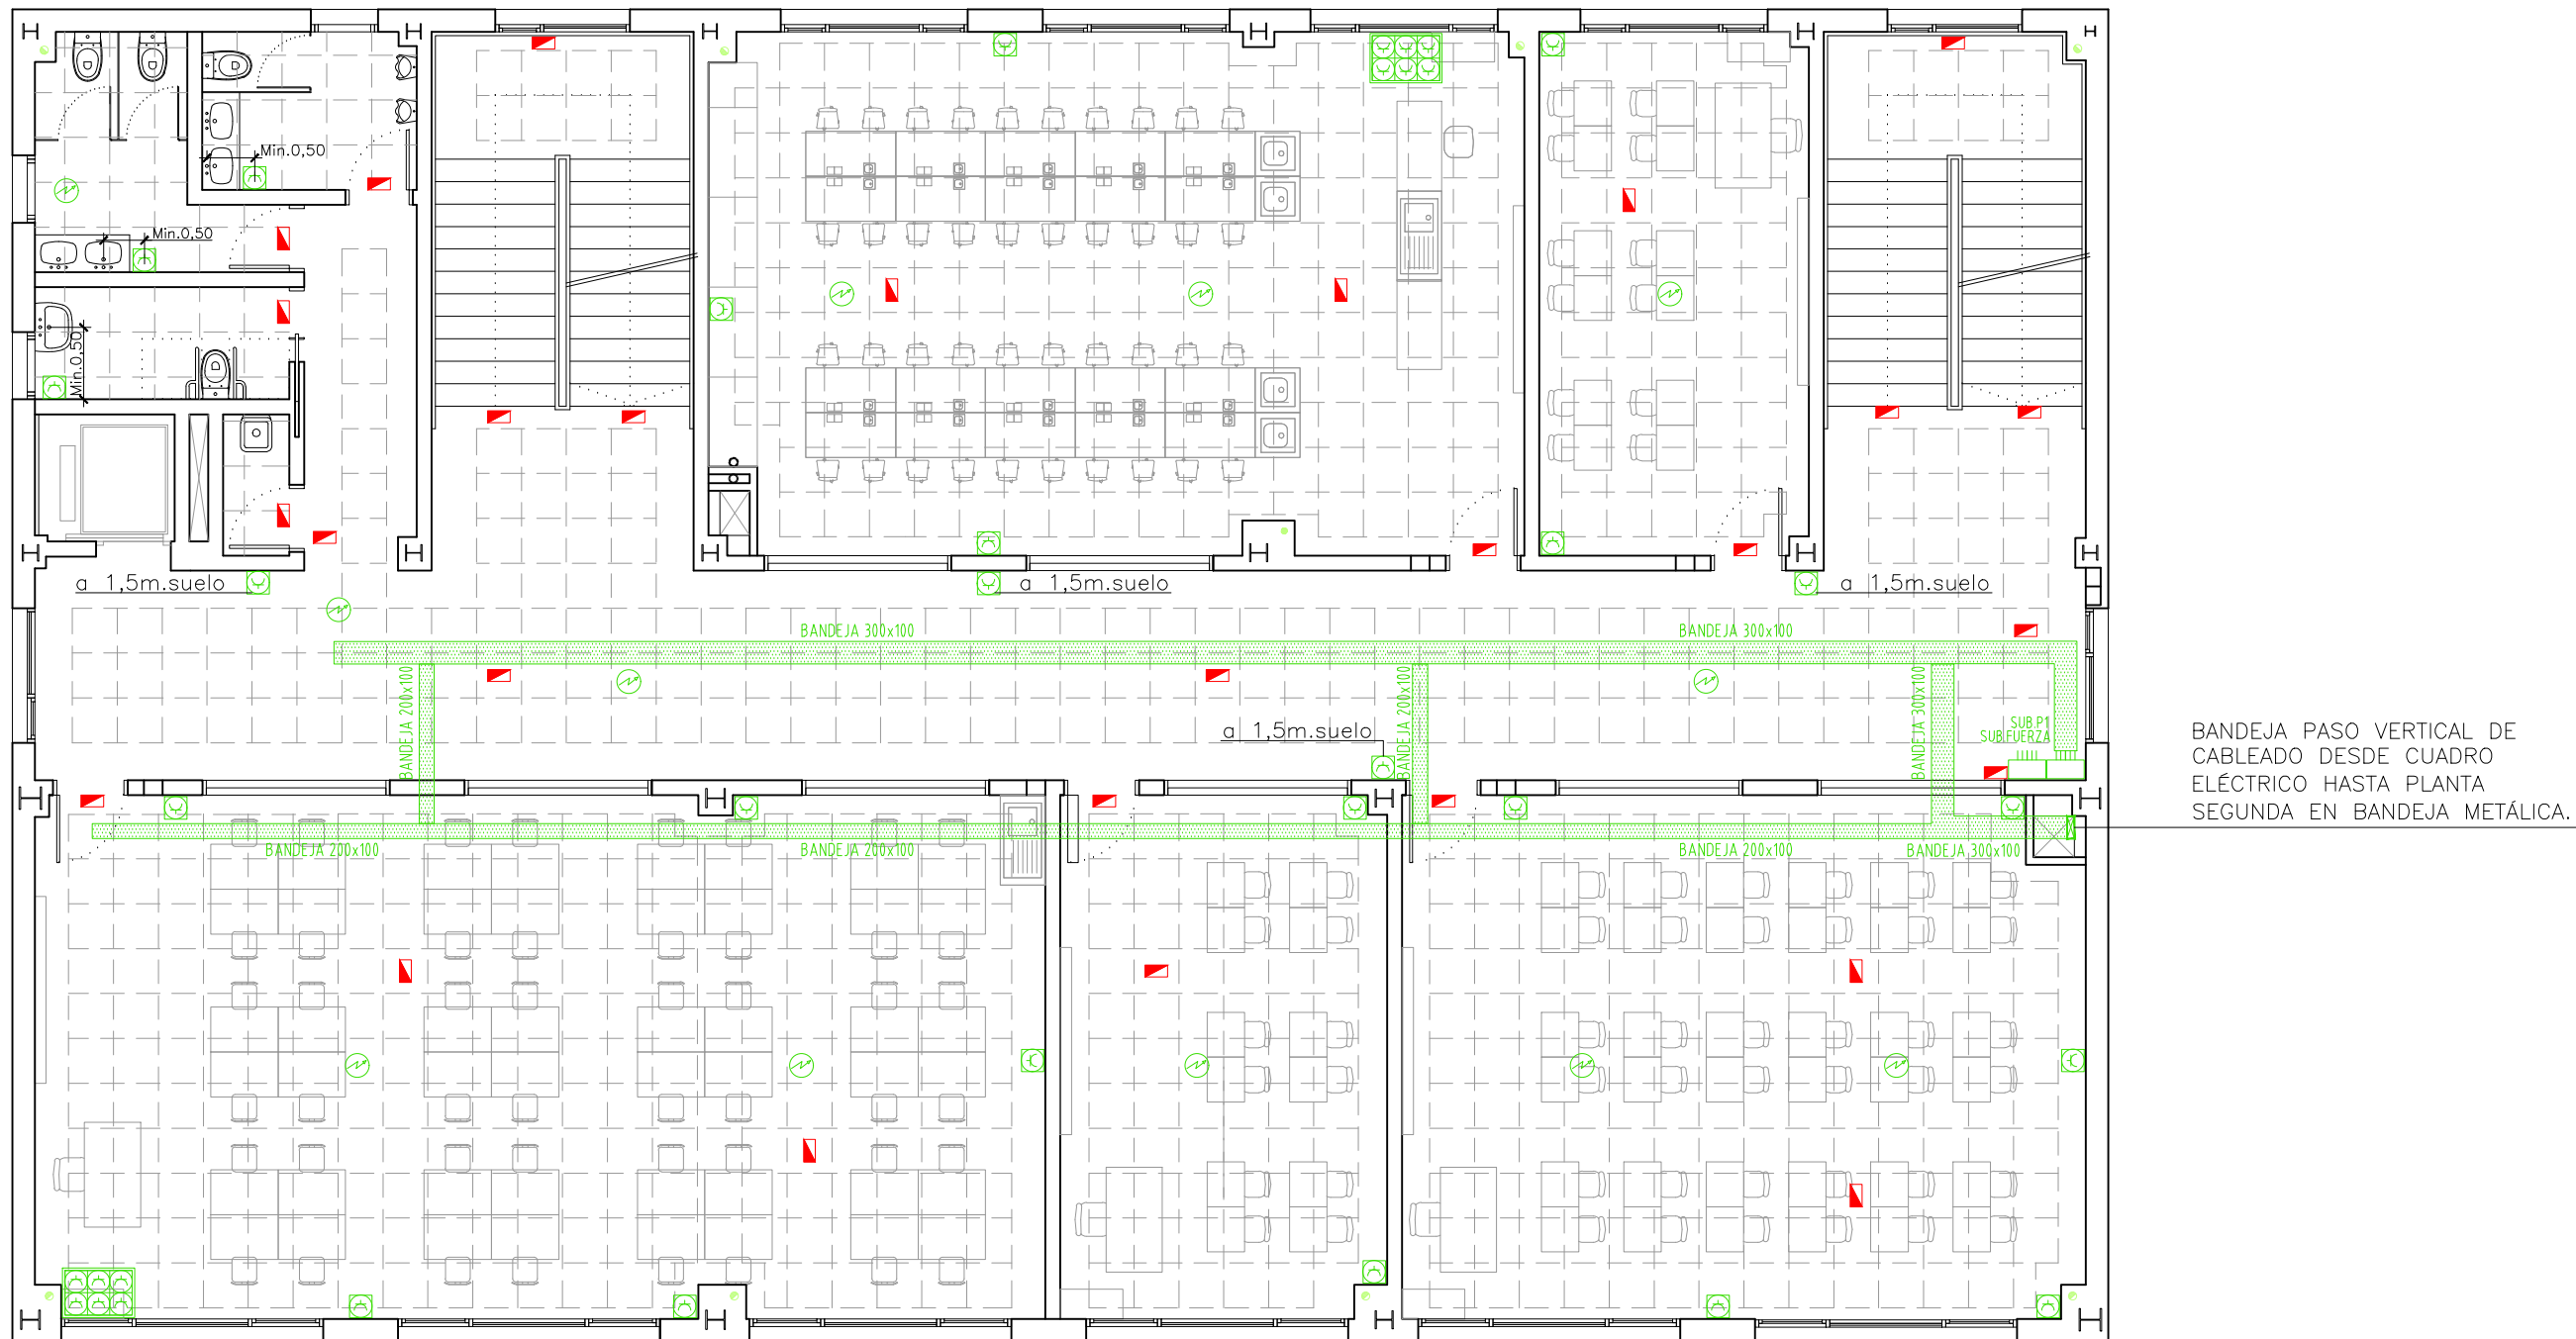 Min.0,50
Min.0,50
Min.0,50
a 1,5m.suelo
a 1,5m.suelo
a 1,5m.suelo
BANDEJA 300x100
BANDEJA 300x100
BANDEJA 200x100
BANDEJA 200x100
BANDEJA 300x100
a 1,5m.suelo
SUB.P1
SUB.FUERZA
BANDEJA PASO VERTICAL DE
CABLEADO DESDE CUADRO
ELÉCTRICO HASTA PLANTA
SEGUNDA EN BANDEJA METÁLICA.
BANDEJA 200x100
BANDEJA 200x100
BANDEJA 200x100
BANDEJA 300x100